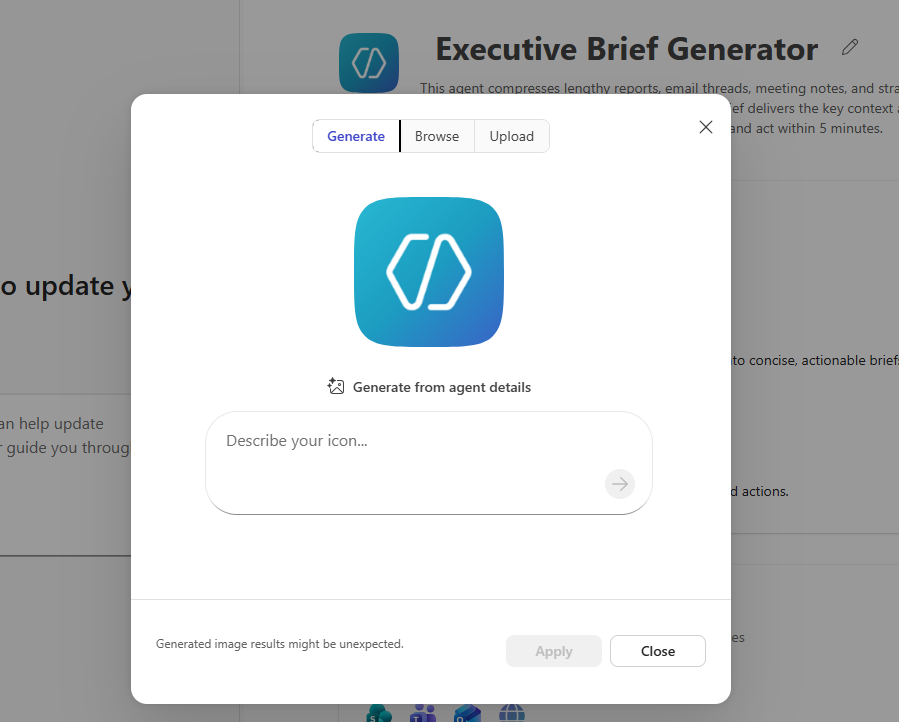 Executive Brief Generator
This agent compresses lengthy reports, email threads, meeting notes, and stra
ef delivers the key context a
and act within 5 minutes.
Generate
Browse
Upload
o update y
Generate from agent details
to concise, actionable briefs
an help update
r guide you throug
Describe your icon...
d actions.
Generated image results might be unexpected.
Apply
Close
es